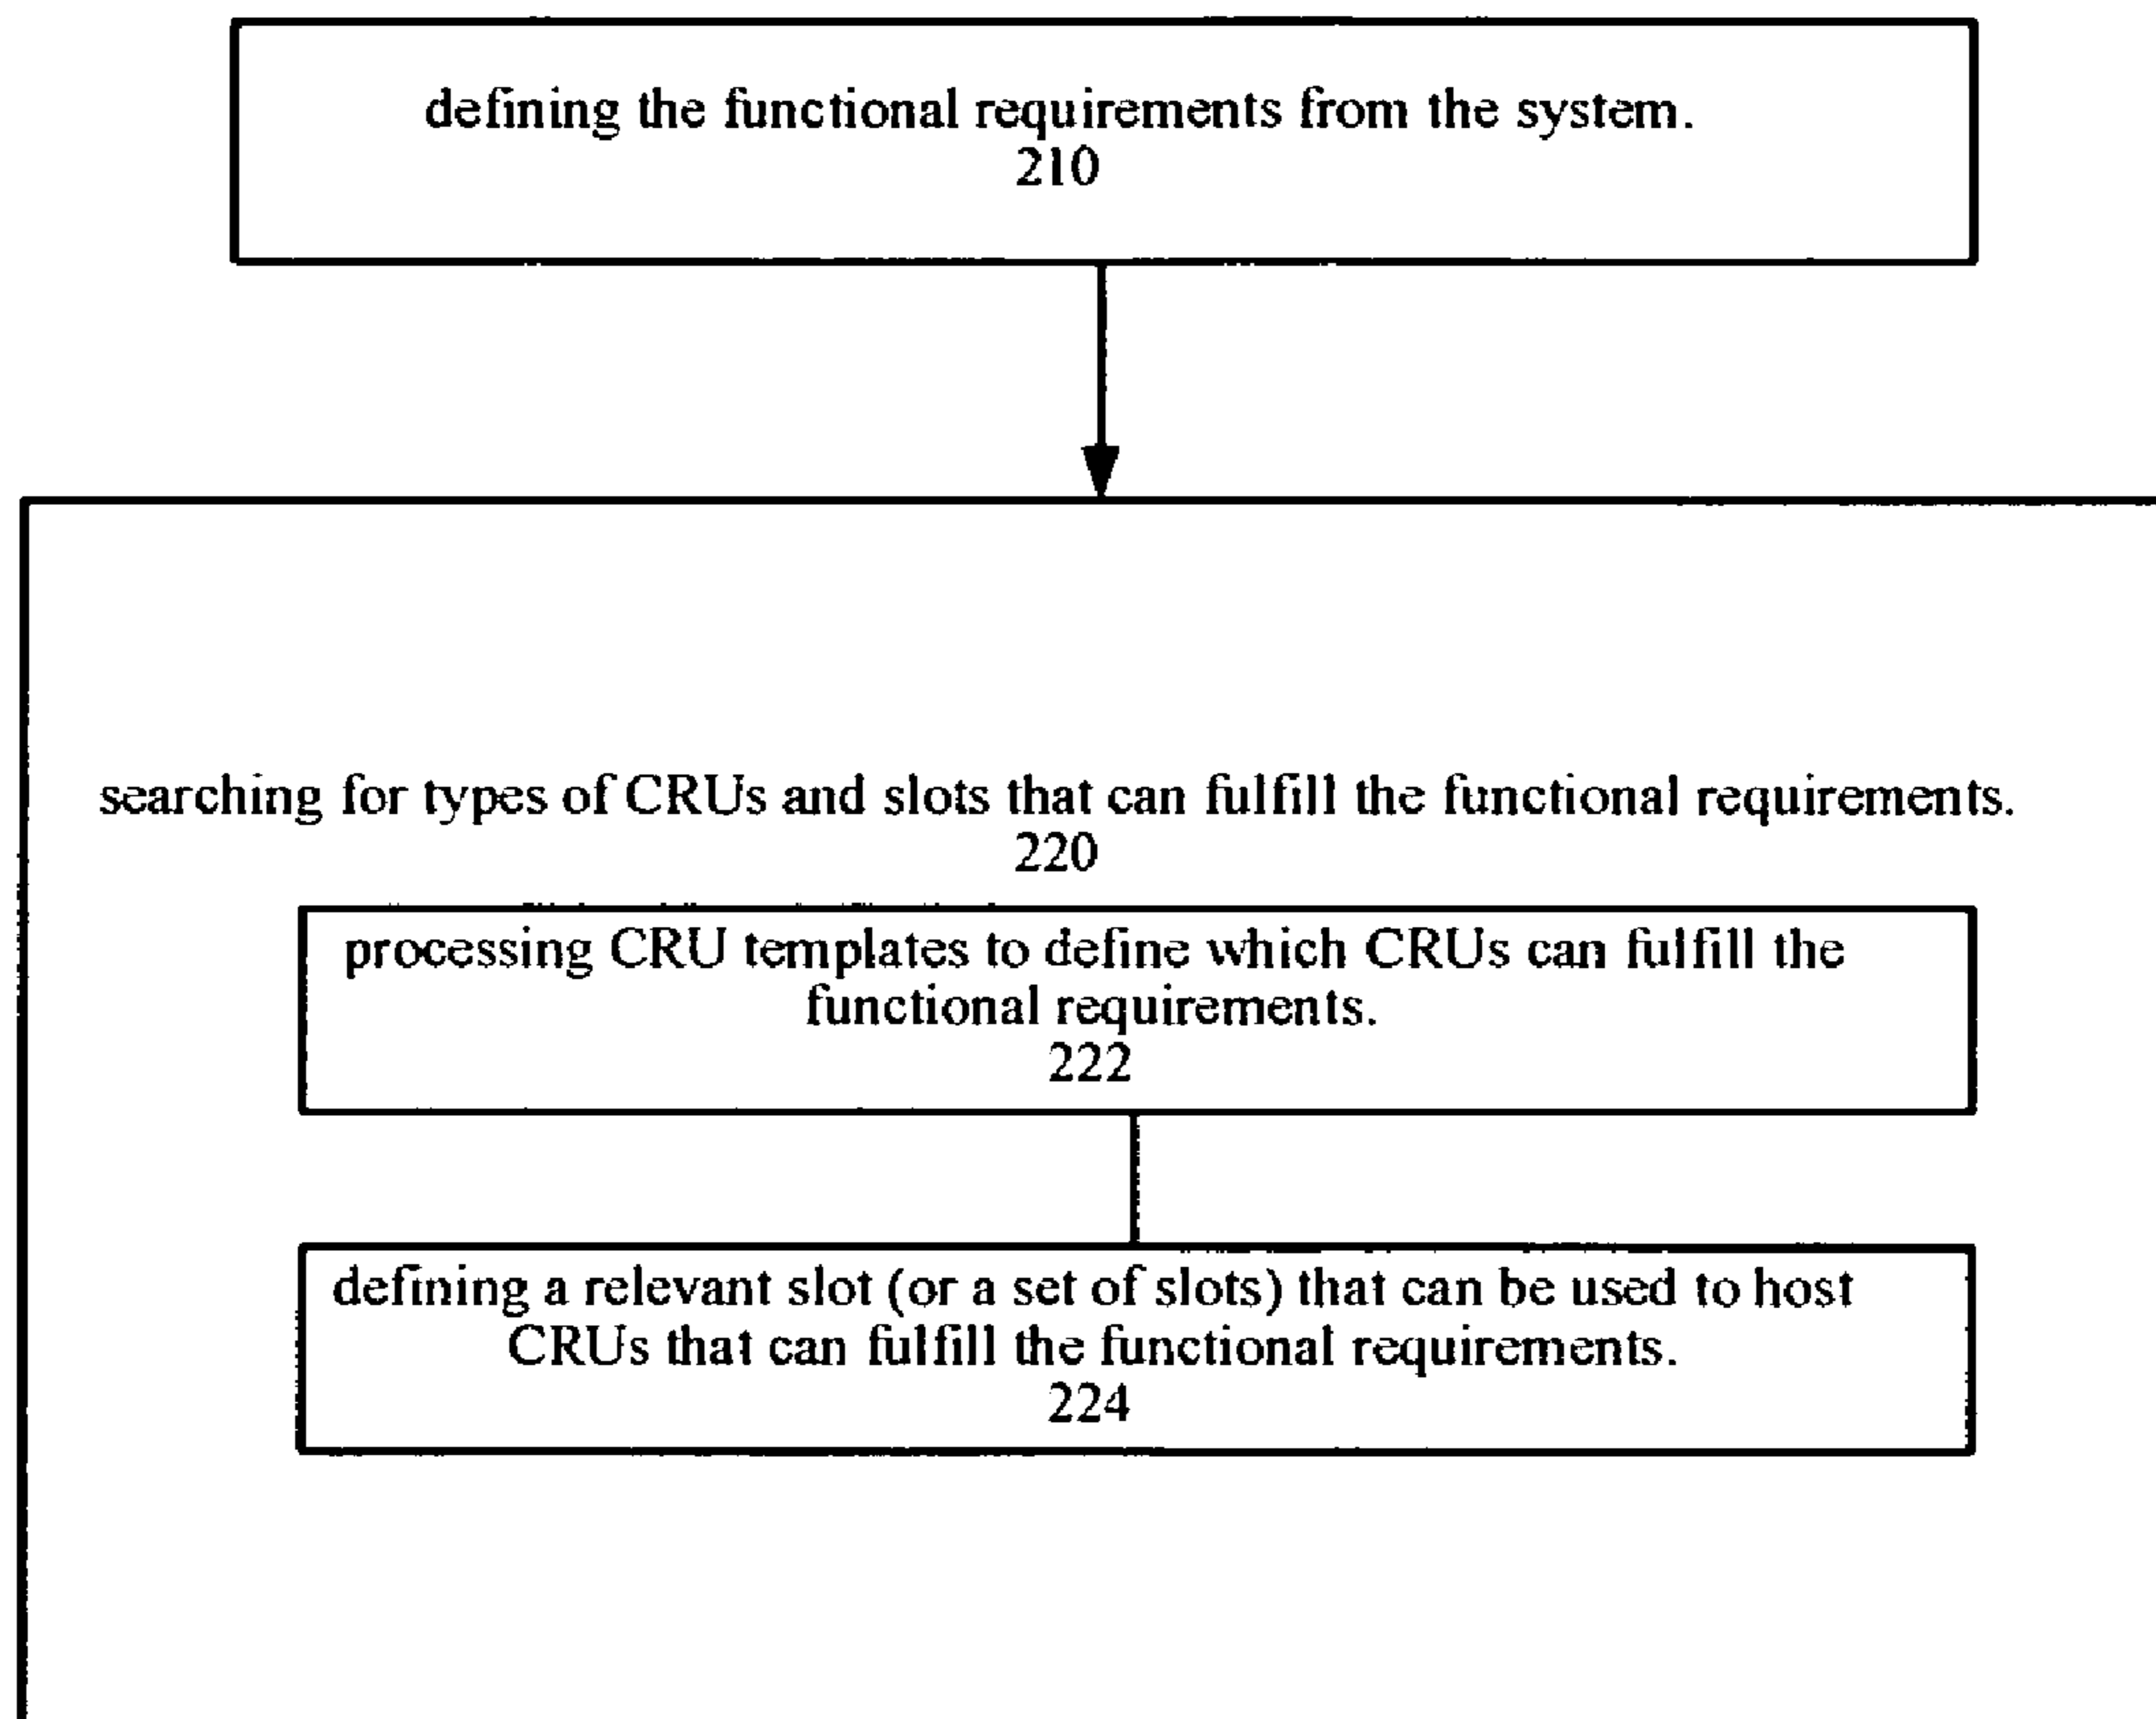 defining the functional requirements from the system.
210
searching for types of CRUs and slots that can fulfill the functional requirements.
220
processing CRU templates to define which CRUs can fulfill the
functional requirements.
222
defining a relevant slot (or a set of slots) that can be used to host
CRUs that can fulfill the functional requirements.
224